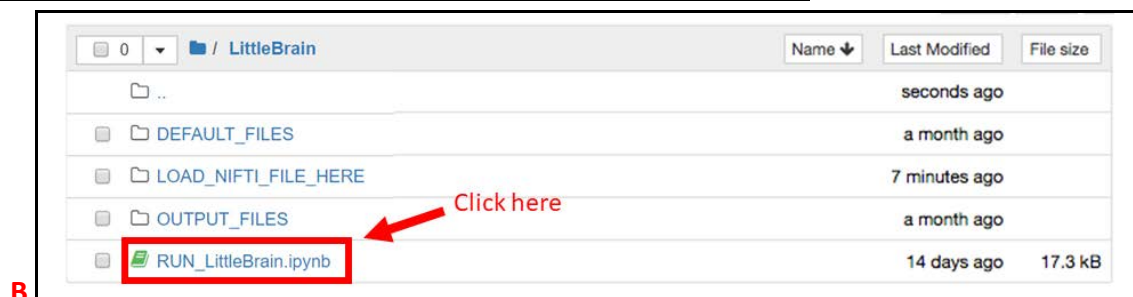 0 / LittleBrain Name Last Modified File size
.. seconds ago
DEFAULT_FILES a month ago
LOAD_NIFTI_FILE_HERE 7 minutes ago
Click here
OUTPUT_FILES a month ago
RUN_LittleBrain.ipynb 14 days ago 17.3 kB
B